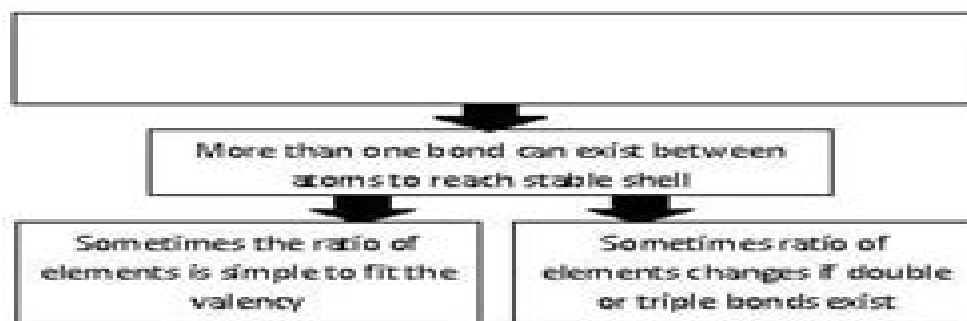 More than one bond can exist between
atoms to reach stable shell
Sometimes the ratio of
elements is simple to fit the
valency
Sometimes ratio of
elements changes if double
or triple bonds exist